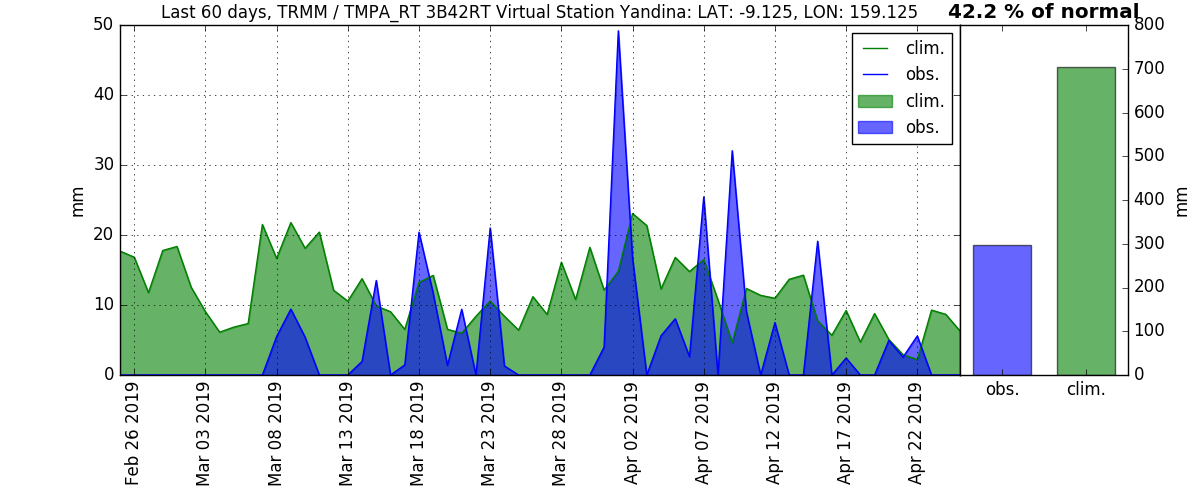 Last 60 days, TRMM / TMPA_RT 3B42RT Virtual Station Yandina: LAT: -9.125, LON: 159.125
42.2 % of normal
50
40
30
20
10
0
mm
clim.
obs.
clim.
obs.
800
700
600
500
400
300
200
100
0
mm
obs.
clim.
Feb 26 2019
Mar 03 2019
Mar 08 2019
Mar 13 2019
Mar 18 2019
Mar 23 2019
Mar 28 2019
Apr 02 2019
Apr 07 2019
Apr 12 2019
Apr 17 2019
Apr 22 2019